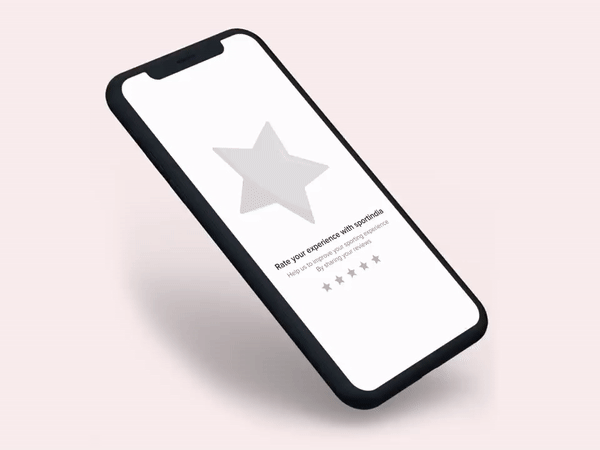 Rate your experience with sportindia
Help us to improve your sporting experience
By sharing your reviews